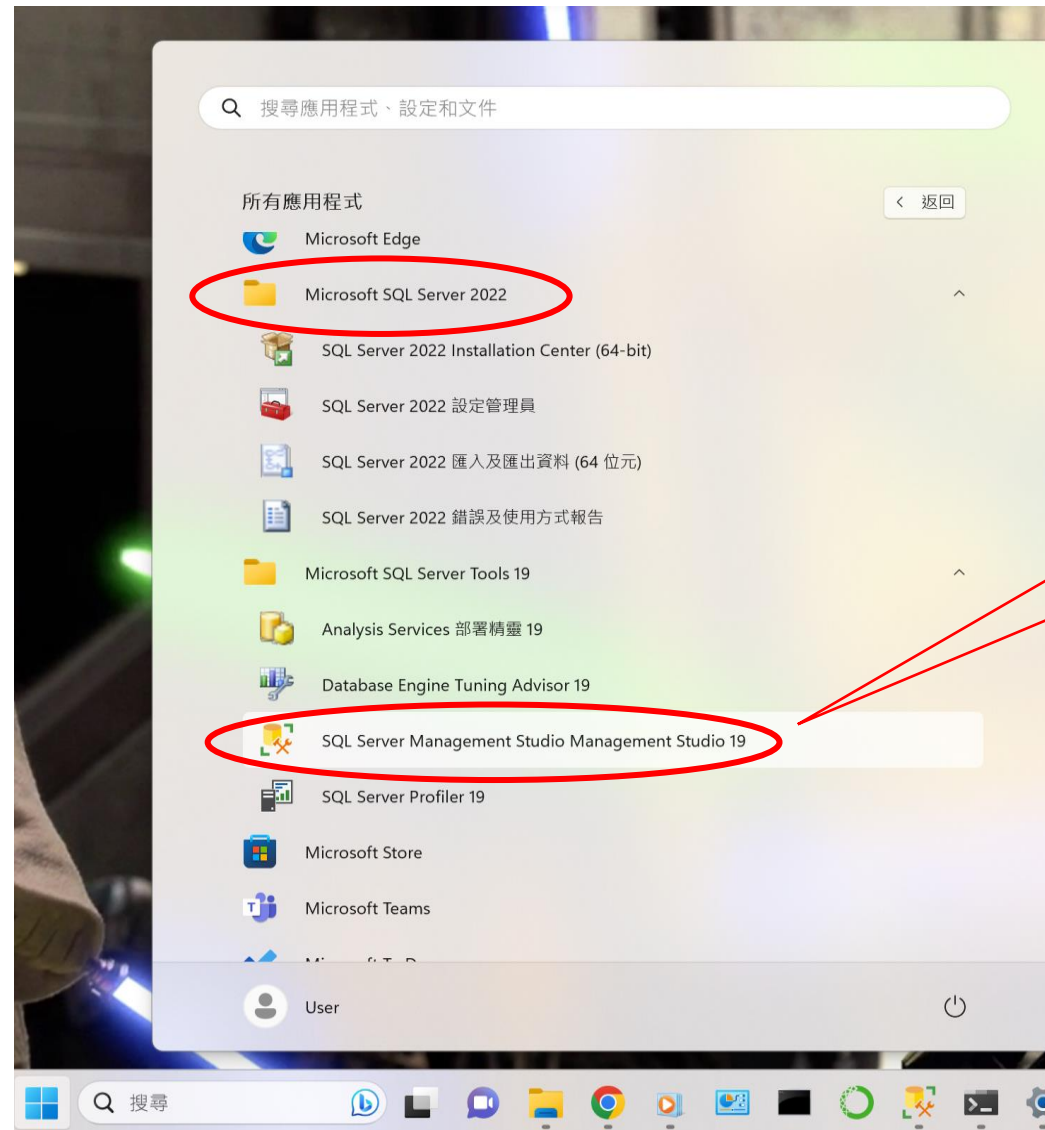 搜尋應用程式、設定和文件
所有應用程式
返回
Microsoft Edge
Microsoft SQL Server 2022
SQL Server 2022 Installation Center (64-bit)
SQL Server 2022 設定管理員
SQL Server 2022 匯入及匯出資料 (64 位元)
SQL Server 2022 錯誤及使用方式報告
Microsoft SQL Server Tools 19
Analysis Services 部署精靈 19
Database Engine Tuning Advisor 19
SQL Server Management Studio Management Studio 19
SQL Server Profiler 19
Microsoft Store
Microsoft Teams
User
搜尋